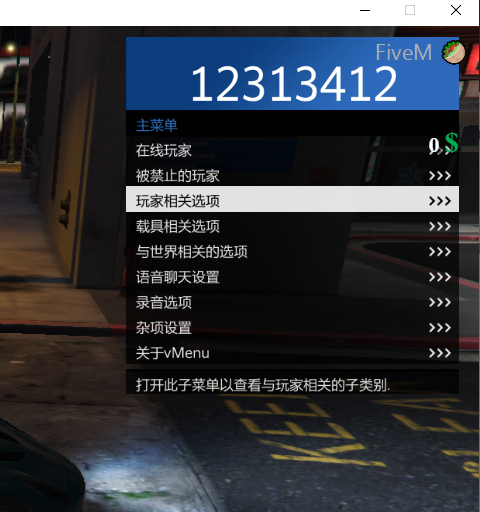 FiveM
12313412
主菜单
0 $
在线玩家 >>>
被禁止的玩家 >>>
玩家相关选项 >>>
载具相关选项 >>>
与世界相关的选项 >>>
语音聊天设置 >>>
录音选项 >>>
杂项设置 >>>
关于vMenu >>>
打开此子菜单以查看与玩家相关的子类别.
KEEP